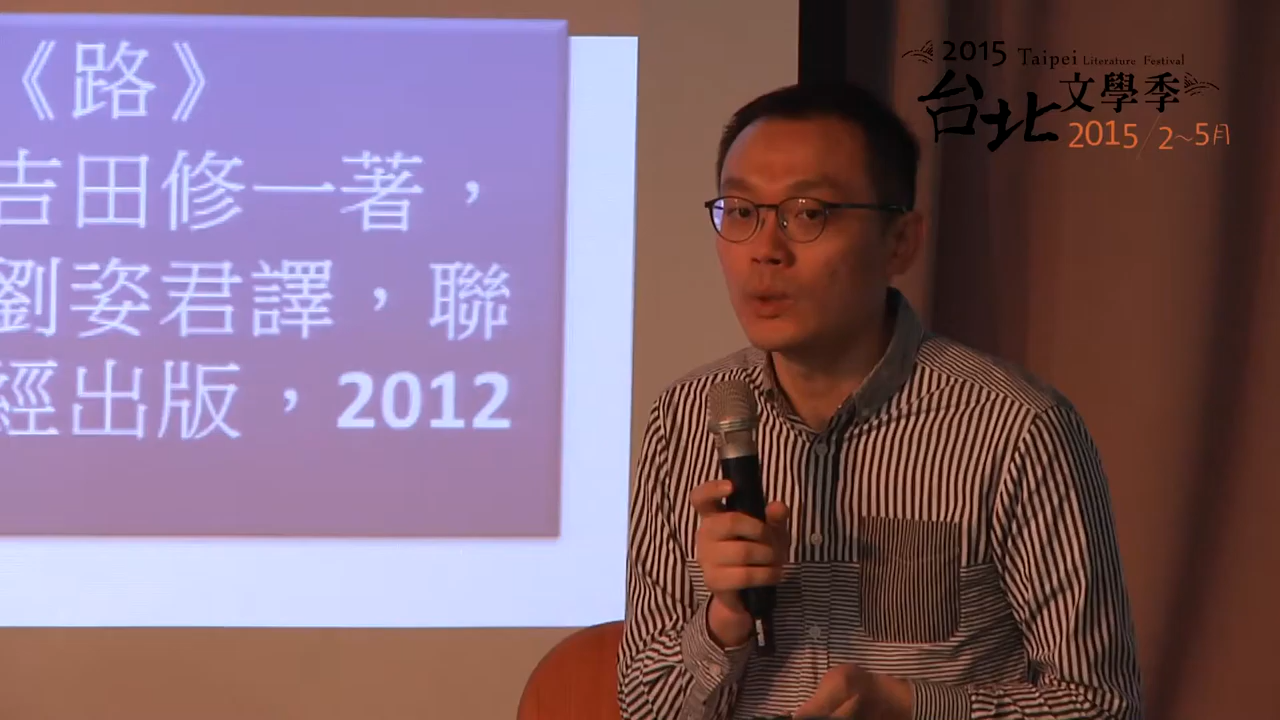 《路》
吉田修一著，
劉姿君譯，聯
經出版，2012
2015 Taipei Literature Festival
台北文學季
2015/2~5月